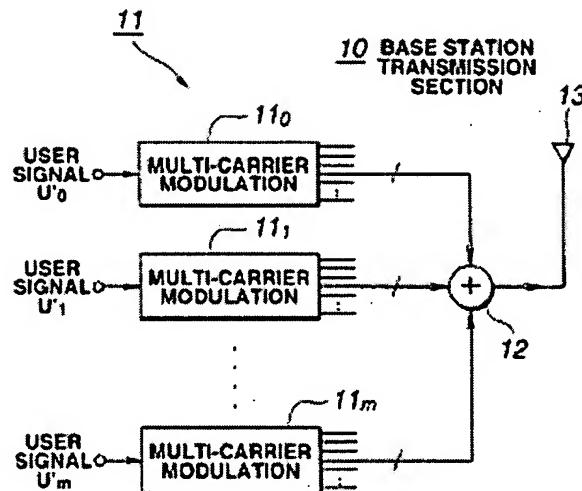 11
10 BASE STATION
TRANSMISSION
SECTION
13
11₀
USER
SIGNAL
U'₀
MULTI-CARRIER
MODULATION
11₁
USER
SIGNAL
U'₁
MULTI-CARRIER
MODULATION
+
12
11ₘ
USER
SIGNAL
U'ₘ
MULTI-CARRIER
MODULATION